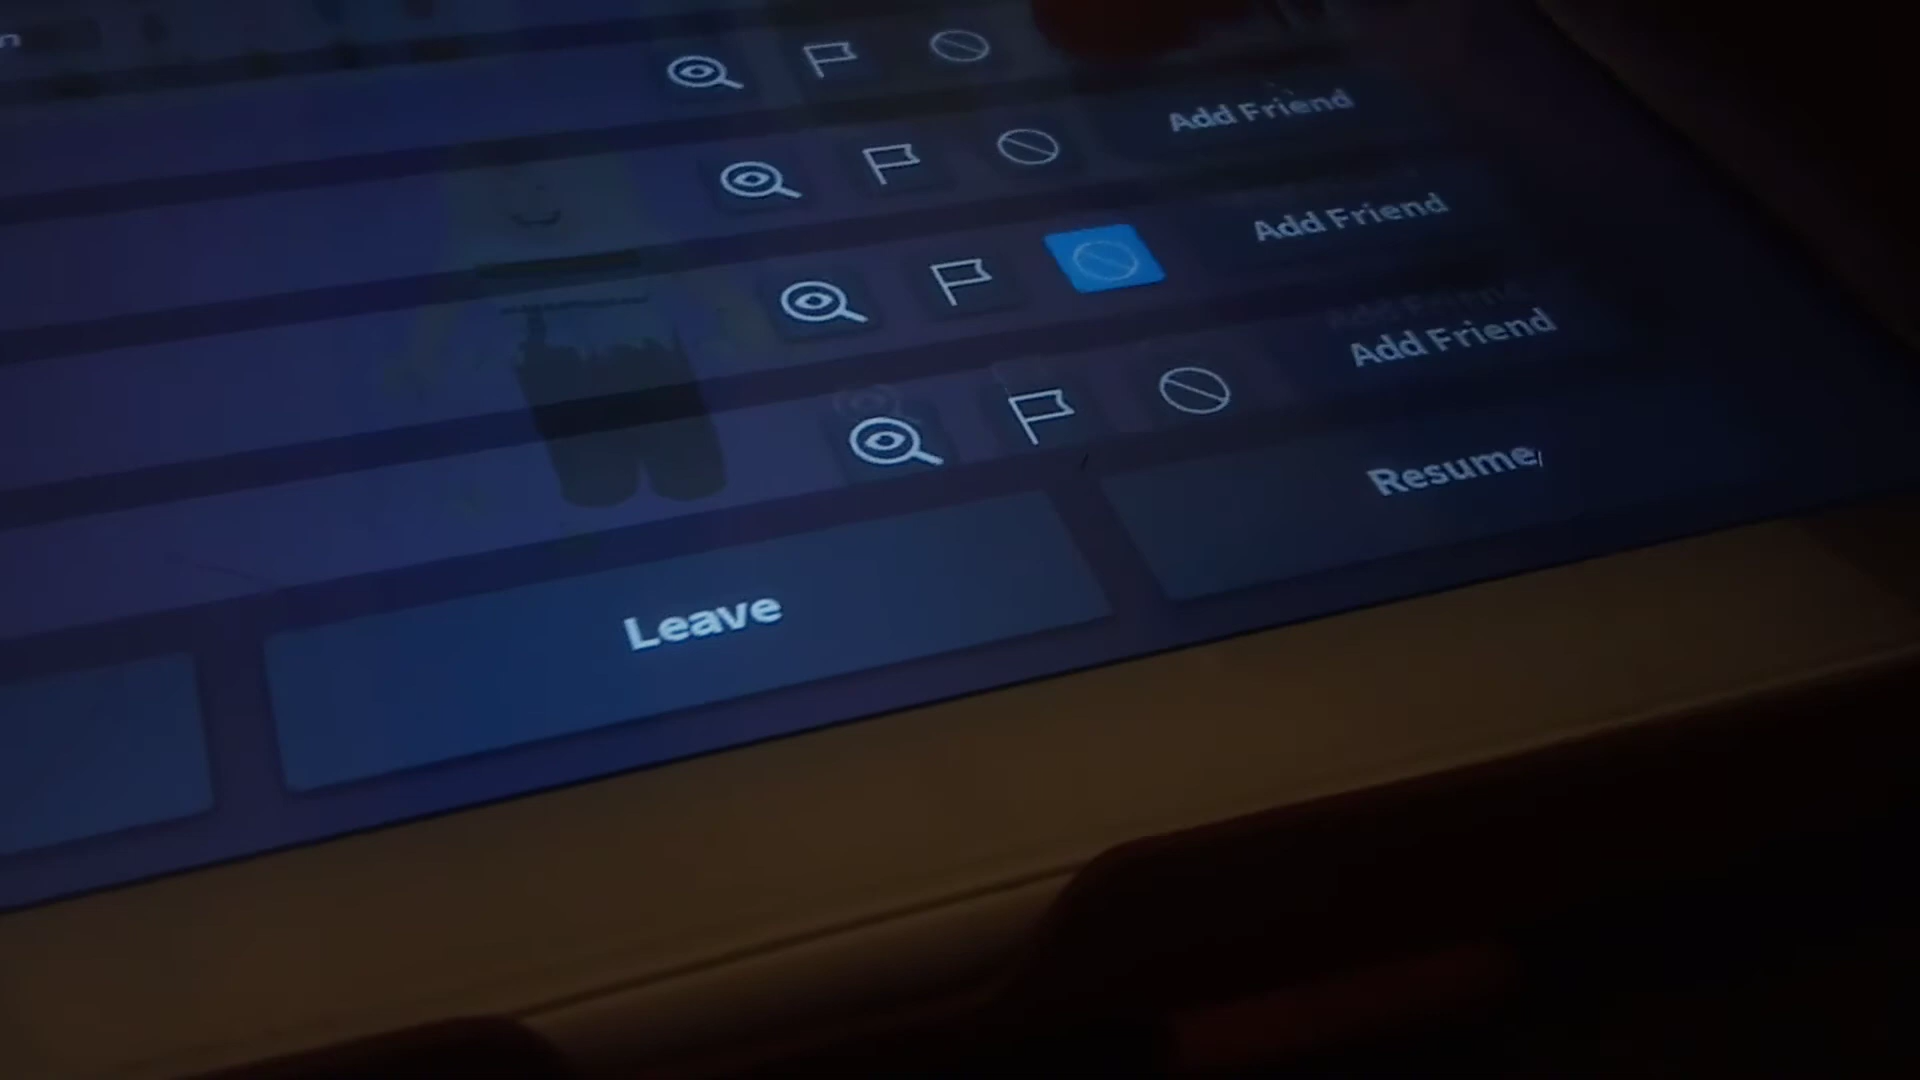 n
Add Friend
Add Friend
Add Friend
Leave
Resume